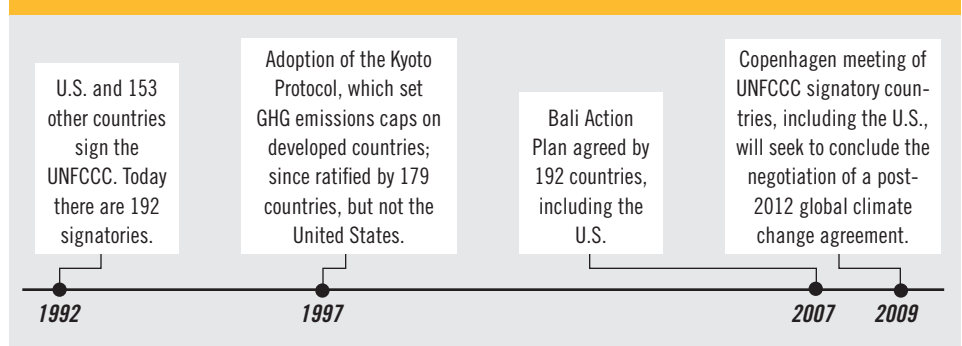 U.S. and 153
other countries
sign the
UNFCCC. Today
there are 192
signatories.
Adoption of the Kyoto
Protocol, which set
GHG emissions caps on
developed countries;
since ratified by 179
countries, but not the
United States.
Bali Action
Plan agreed by
192 countries,
including the
U.S.
Copenhagen meeting of
UNFCCC signatory coun-
tries, including the U.S.,
will seek to conclude the
negotiation of a post-
2012 global climate
change agreement.
1992
1997
2007
2009